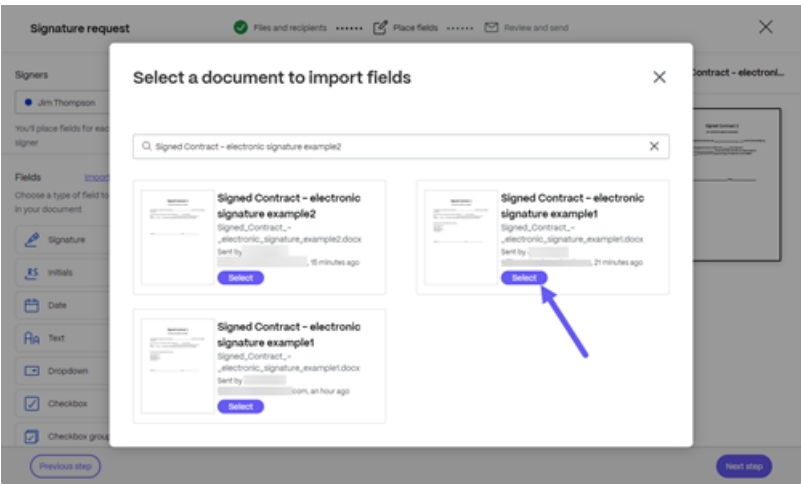 Signature request
Files and recipients
Place fields
Review and send
Signers
Jim Thompson
You'll place fields for eac
signer
Fields Import
Choose a type of field to
in your document
Signature
Initials
Date
Text
Dropdown
Checkbox
Checkbox group
Previous step
Select a document to import fields
Signed Contract – electronic signature example2
Signed Contract – electronic
signature example2
Signed_Contract_–
_electronic_signature_example2.docx
Sent by
, 15 minutes ago
Select
Signed Contract – electronic
signature example1
Signed_Contract_–
_electronic_signature_example1.docx
Sent by
, 21 minutes ago
Select
Signed Contract – electronic
signature example1
Signed_Contract_–
_electronic_signature_example1.docx
Sent by
com, an hour ago
Select
Contract – electroni...
Next step